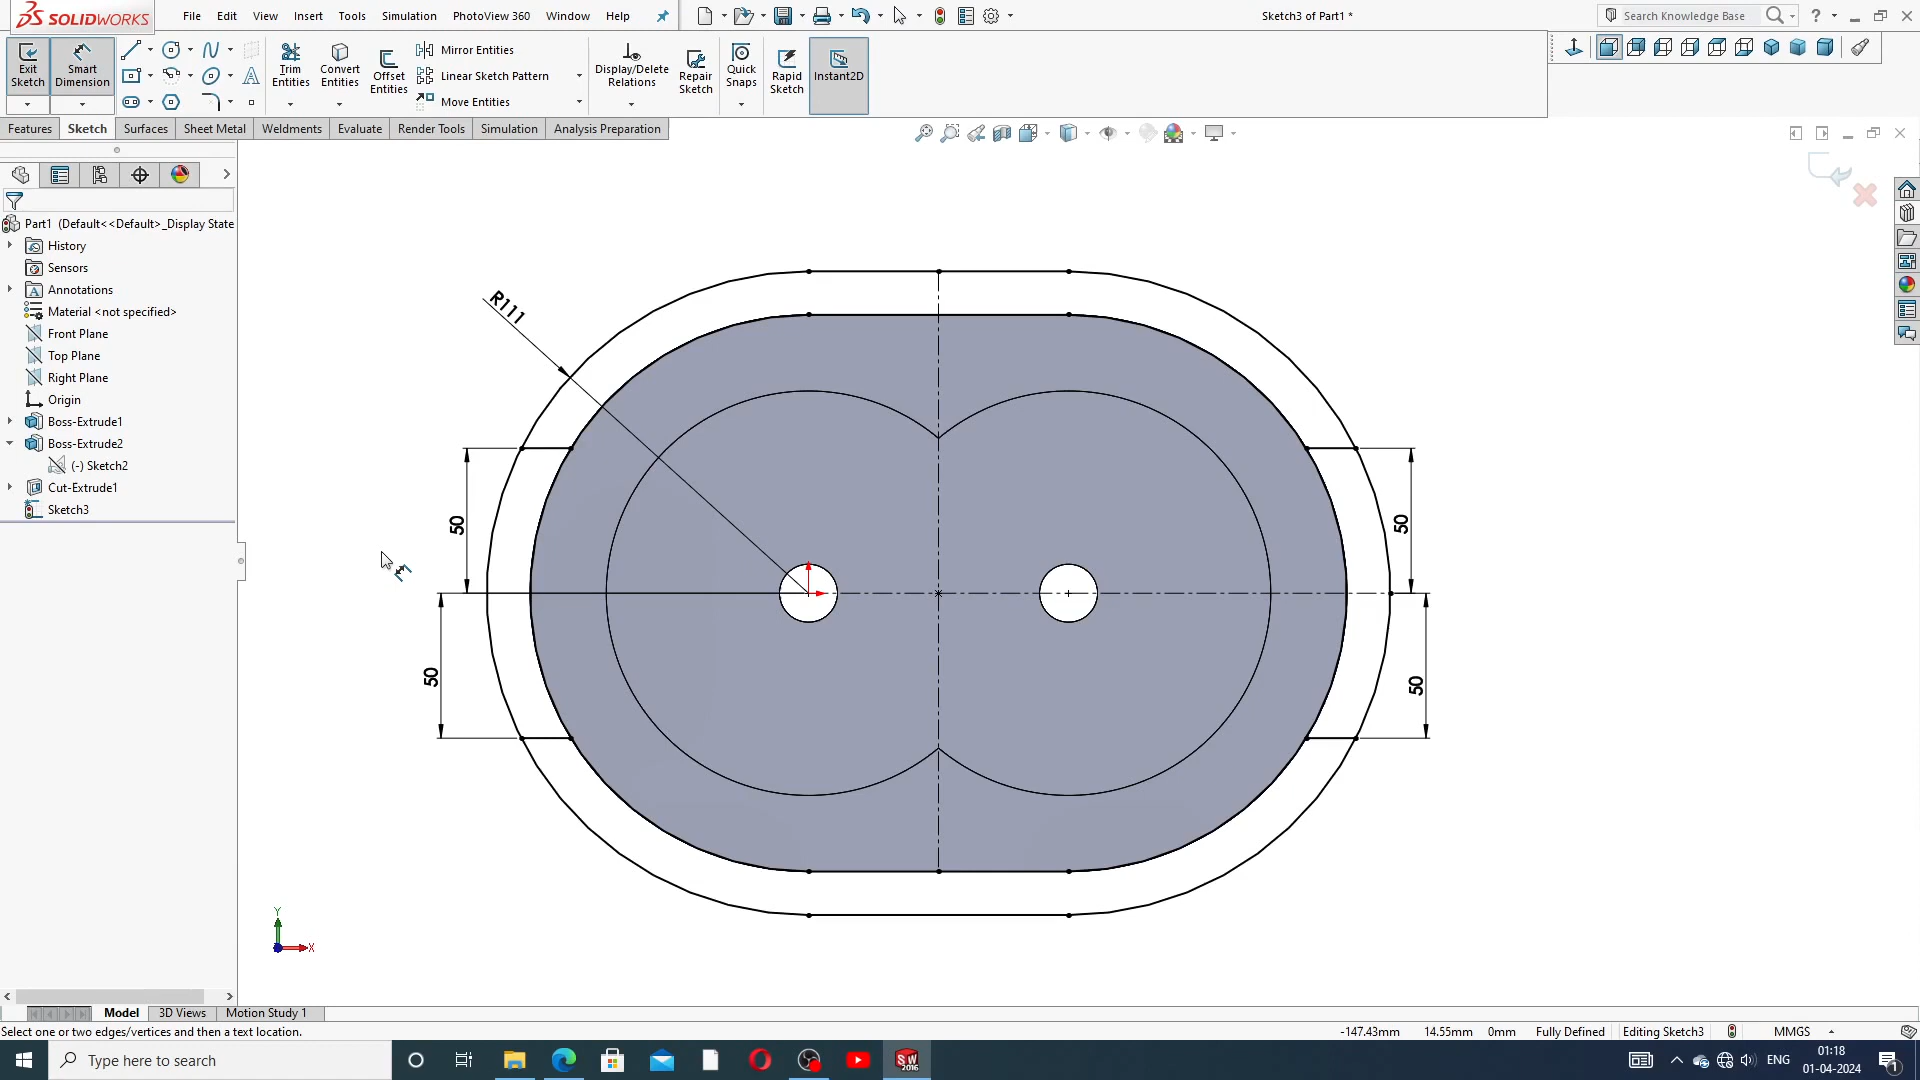 SOLIDWORKS File Edit View Insert Tools Simulation PhotoView 360 Window Help Sketch3 of Part1 * Search Knowledge Base ?
Exit Sketch Smart Dimension Trim Entities Convert Entities Offset Entities Mirror Entities Linear Sketch Pattern Move Entities Display/Delete Relations Repair Sketch Quick Snaps Rapid Sketch Instant2D
Features Sketch Surfaces Sheet Metal Weldments Evaluate Render Tools Simulation Analysis Preparation
Part1 (Default<<Default>_Display State
History
Sensors
Annotations
Material <not specified>
Front Plane
Top Plane
Right Plane
Origin
Boss-Extrude1
Boss-Extrude2
(-) Sketch2
Cut-Extrude1
Sketch3
R111
50
50
50
50
Y
X
Model 3D Views Motion Study 1
Select one or two edges/vertices and then a text location. -147.43mm 14.55mm 0mm Fully Defined Editing Sketch3 MMGS
Type here to search SW 2016 ENG 01:18
01-04-2024 1